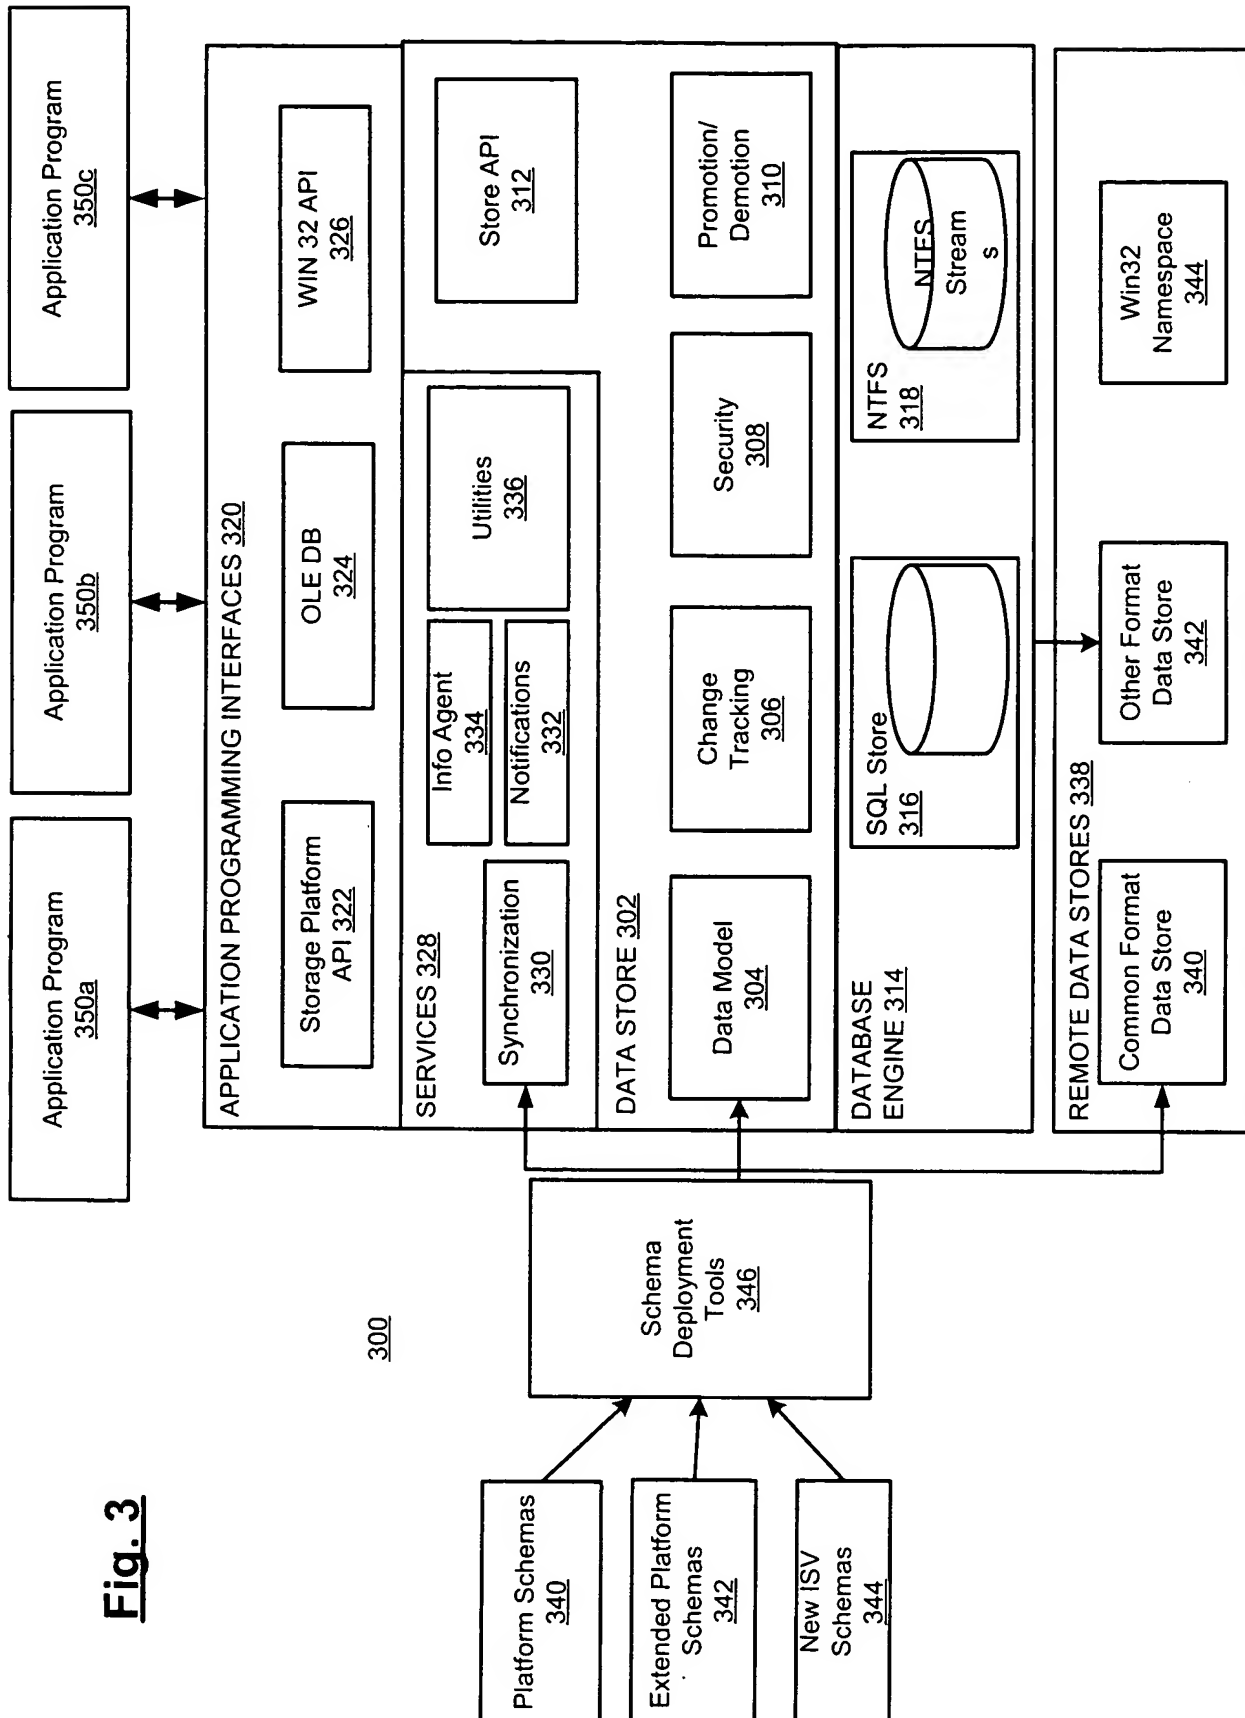 Fig. 3
300
Application Program
350a
Application Program
350b
Application Program
350c
APPLICATION PROGRAMMING INTERFACES 320
Storage Platform
API 322
OLE DB
324
WIN 32 API
326
SERVICES 328
Synchronization
330
Info Agent
334
Notifications
332
Utilities
336
Store API
312
DATA STORE 302
Data Model
304
Change
Tracking
306
Security
308
Promotion/
Demotion
310
DATABASE
ENGINE 314
SQL Store
316
NTFS
318
NTFS
Stream
s
REMOTE DATA STORES 338
Common Format
Data Store
340
Other Format
Data Store
342
Win32
Namespace
344
Schema
Deployment
Tools
346
Platform Schemas
340
Extended Platform
Schemas
342
New ISV
Schemas
344